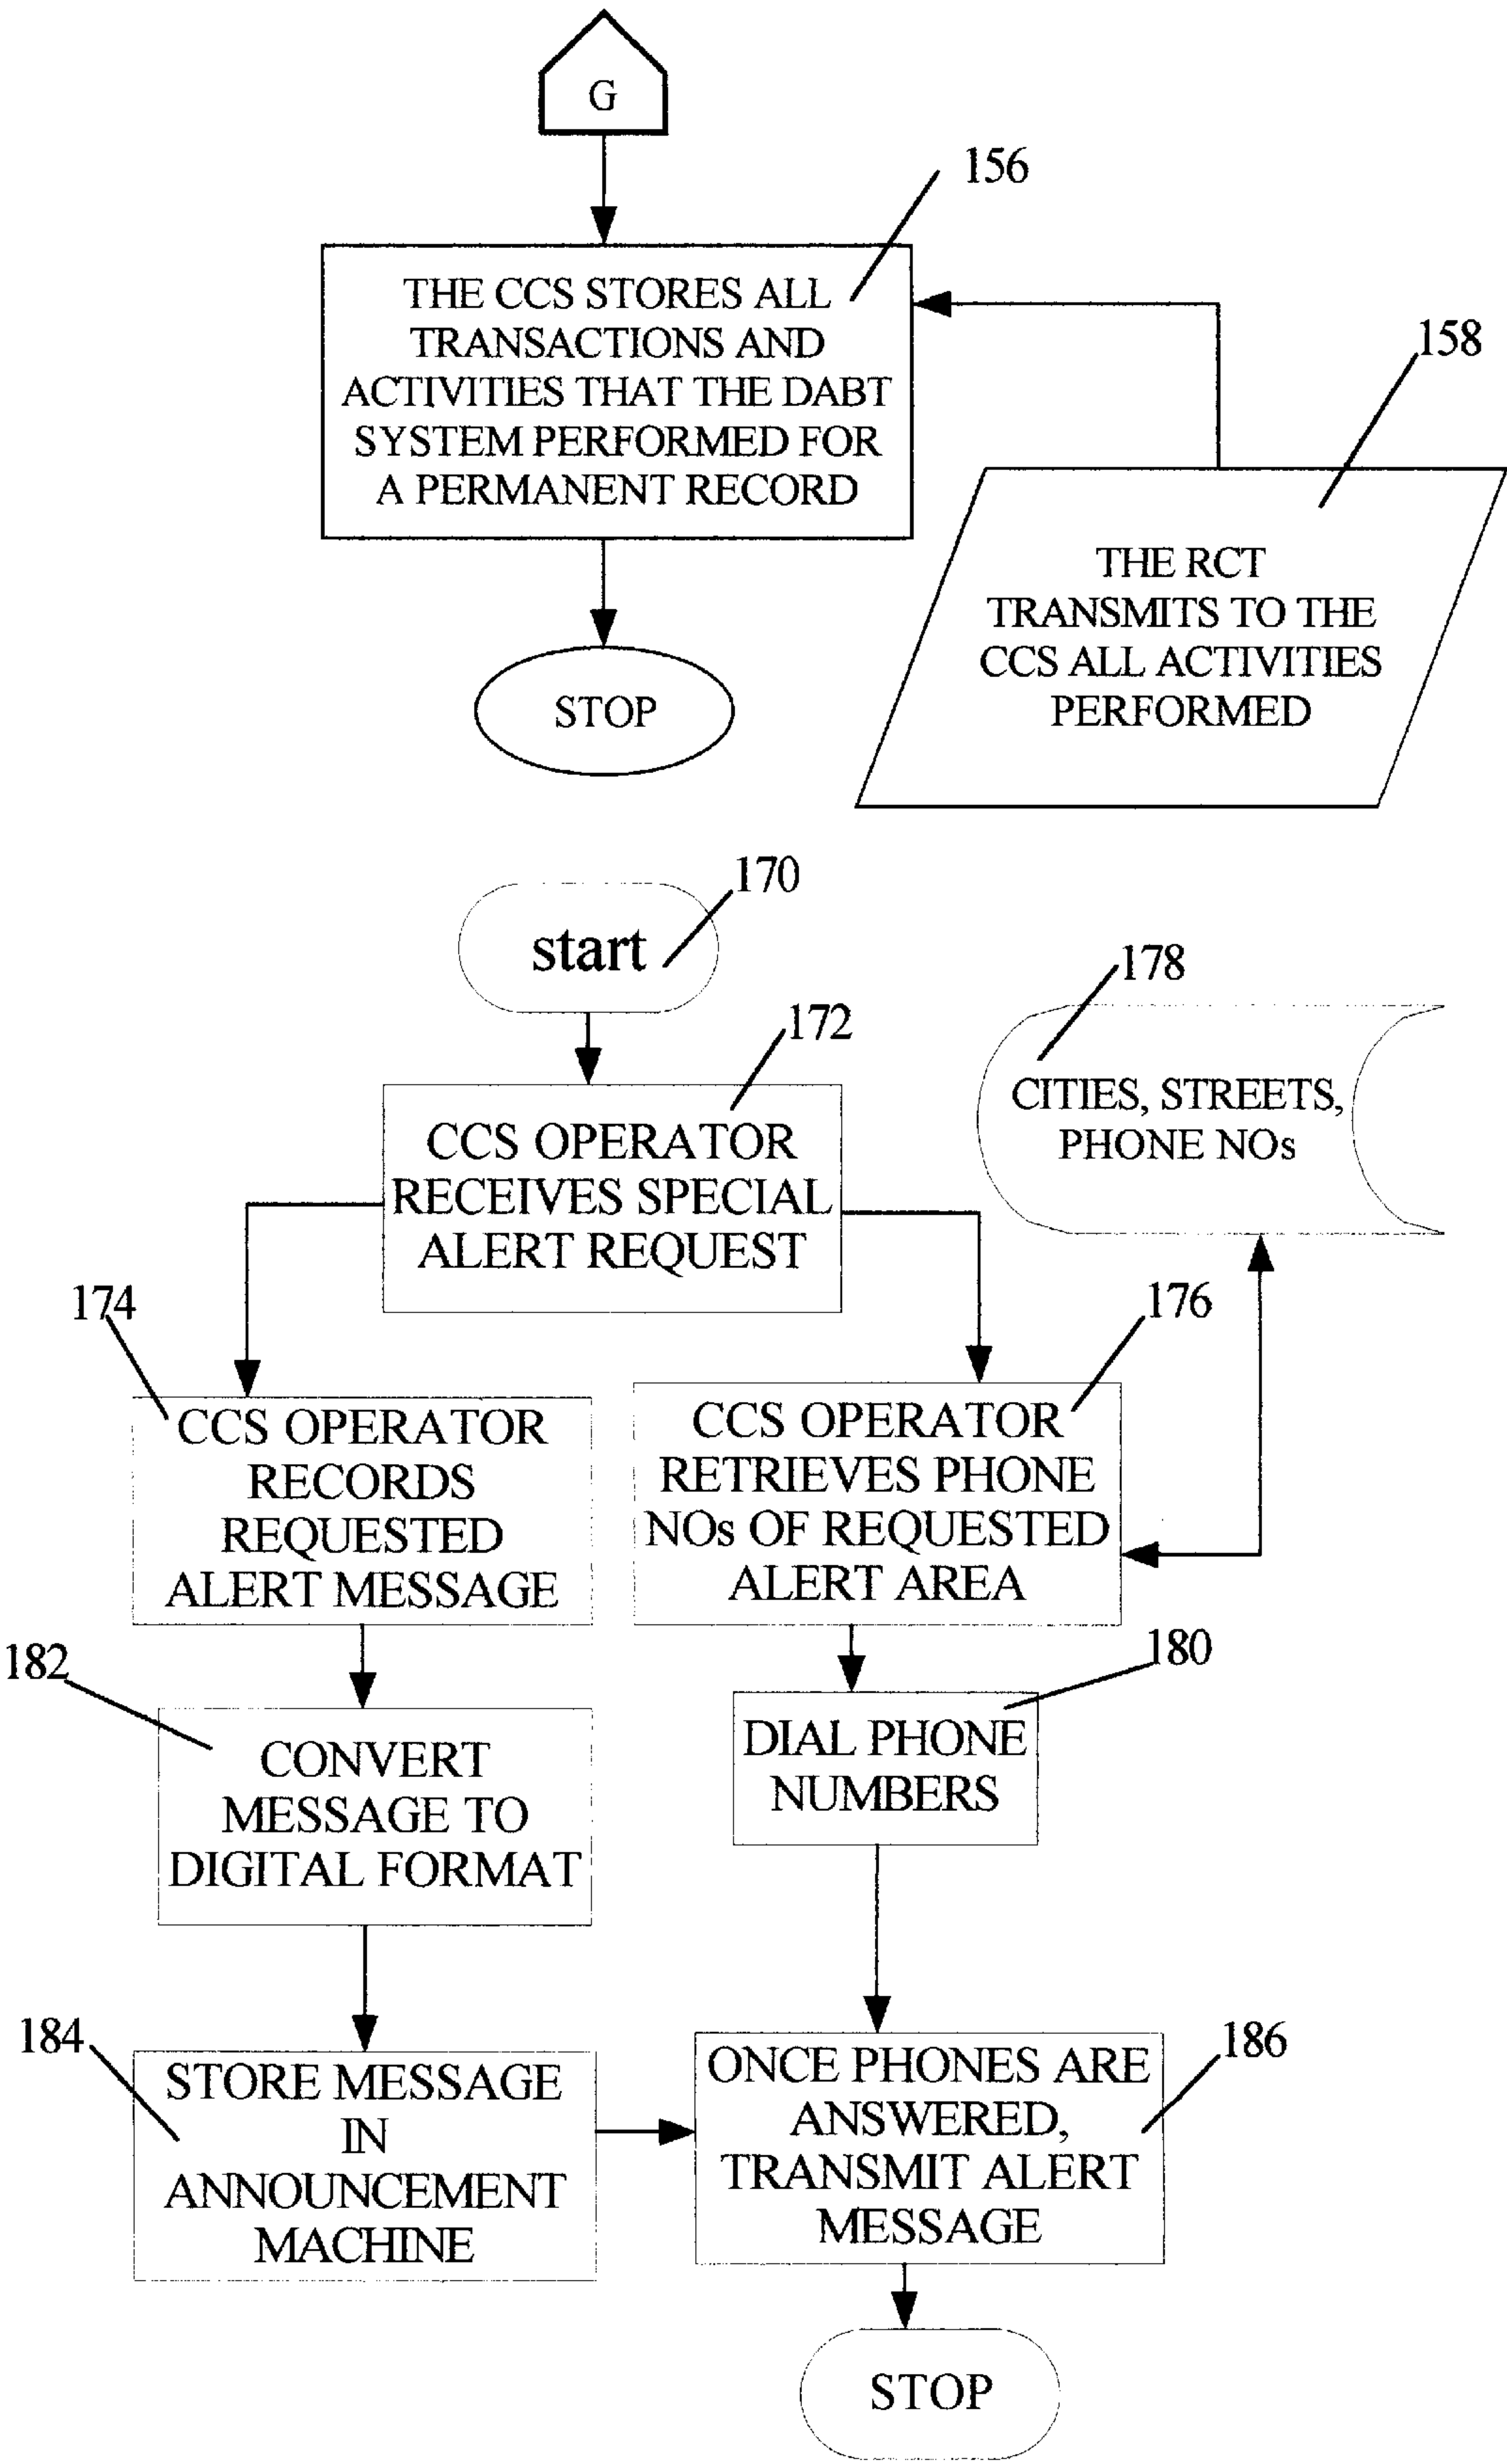 G
156
THE CCS STORES ALL
TRANSACTIONS AND
ACTIVITIES THAT THE DABT
SYSTEM PERFORMED FOR
A PERMANENT RECORD
158
THE RCT
TRANSMITS TO THE
CCS ALL ACTIVITIES
PERFORMED
STOP
170
start
178
CITIES, STREETS,
PHONE NOs
172
CCS OPERATOR
RECEIVES SPECIAL
ALERT REQUEST
174
CCS OPERATOR
RECORDS
REQUESTED
ALERT MESSAGE
176
CCS OPERATOR
RETRIEVES PHONE
NOs OF REQUESTED
ALERT AREA
182
CONVERT
MESSAGE TO
DIGITAL FORMAT
180
DIAL PHONE
NUMBERS
184
STORE MESSAGE
IN
ANNOUNCEMENT
MACHINE
186
ONCE PHONES ARE
ANSWERED,
TRANSMIT ALERT
MESSAGE
STOP